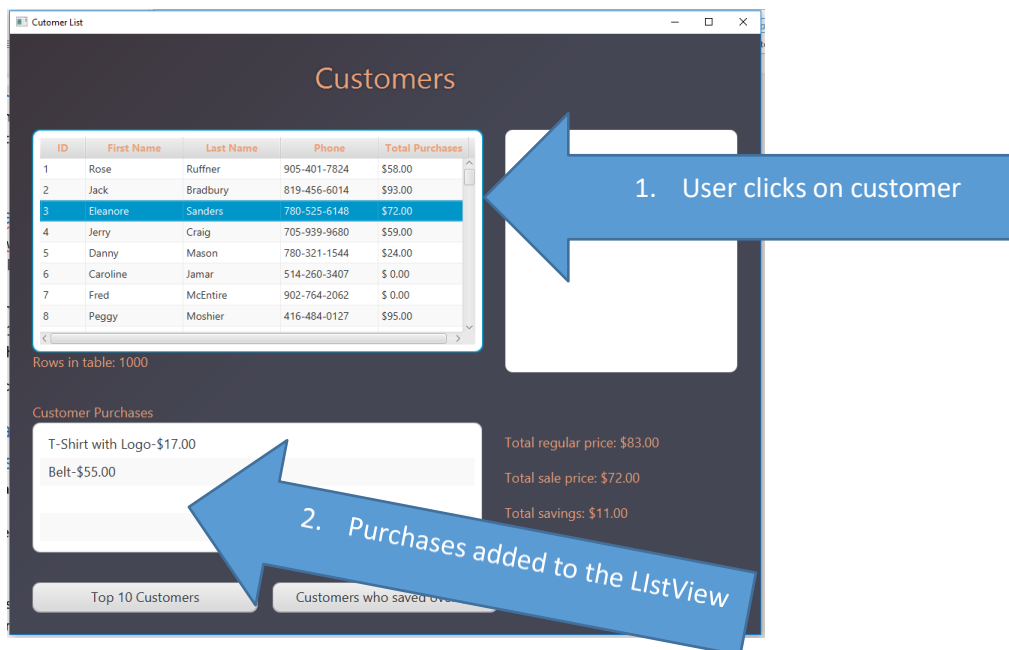 Cutomer List
Customers
ID First Name Last Name Phone Total Purchases
1 Rose Ruffner 905-401-7824 $58.00
2 Jack Bradbury 819-456-6014 $93.00
3 Eleanore Sanders 780-525-6148 $72.00
4 Jerry Craig 705-939-9680 $59.00
5 Danny Mason 780-321-1544 $24.00
6 Caroline Jamar 514-260-3407 $ 0.00
7 Fred McEntire 902-764-2062 $ 0.00
8 Peggy Moshier 416-484-0127 $95.00
1. User clicks on customer
Rows in table: 1000
Customer Purchases
T-Shirt with Logo-$17.00
Belt-$55.00
Total regular price: $83.00
Total sale price: $72.00
Total savings: $11.00
2. Purchases added to the LIstView
Top 10 Customers
Customers who saved